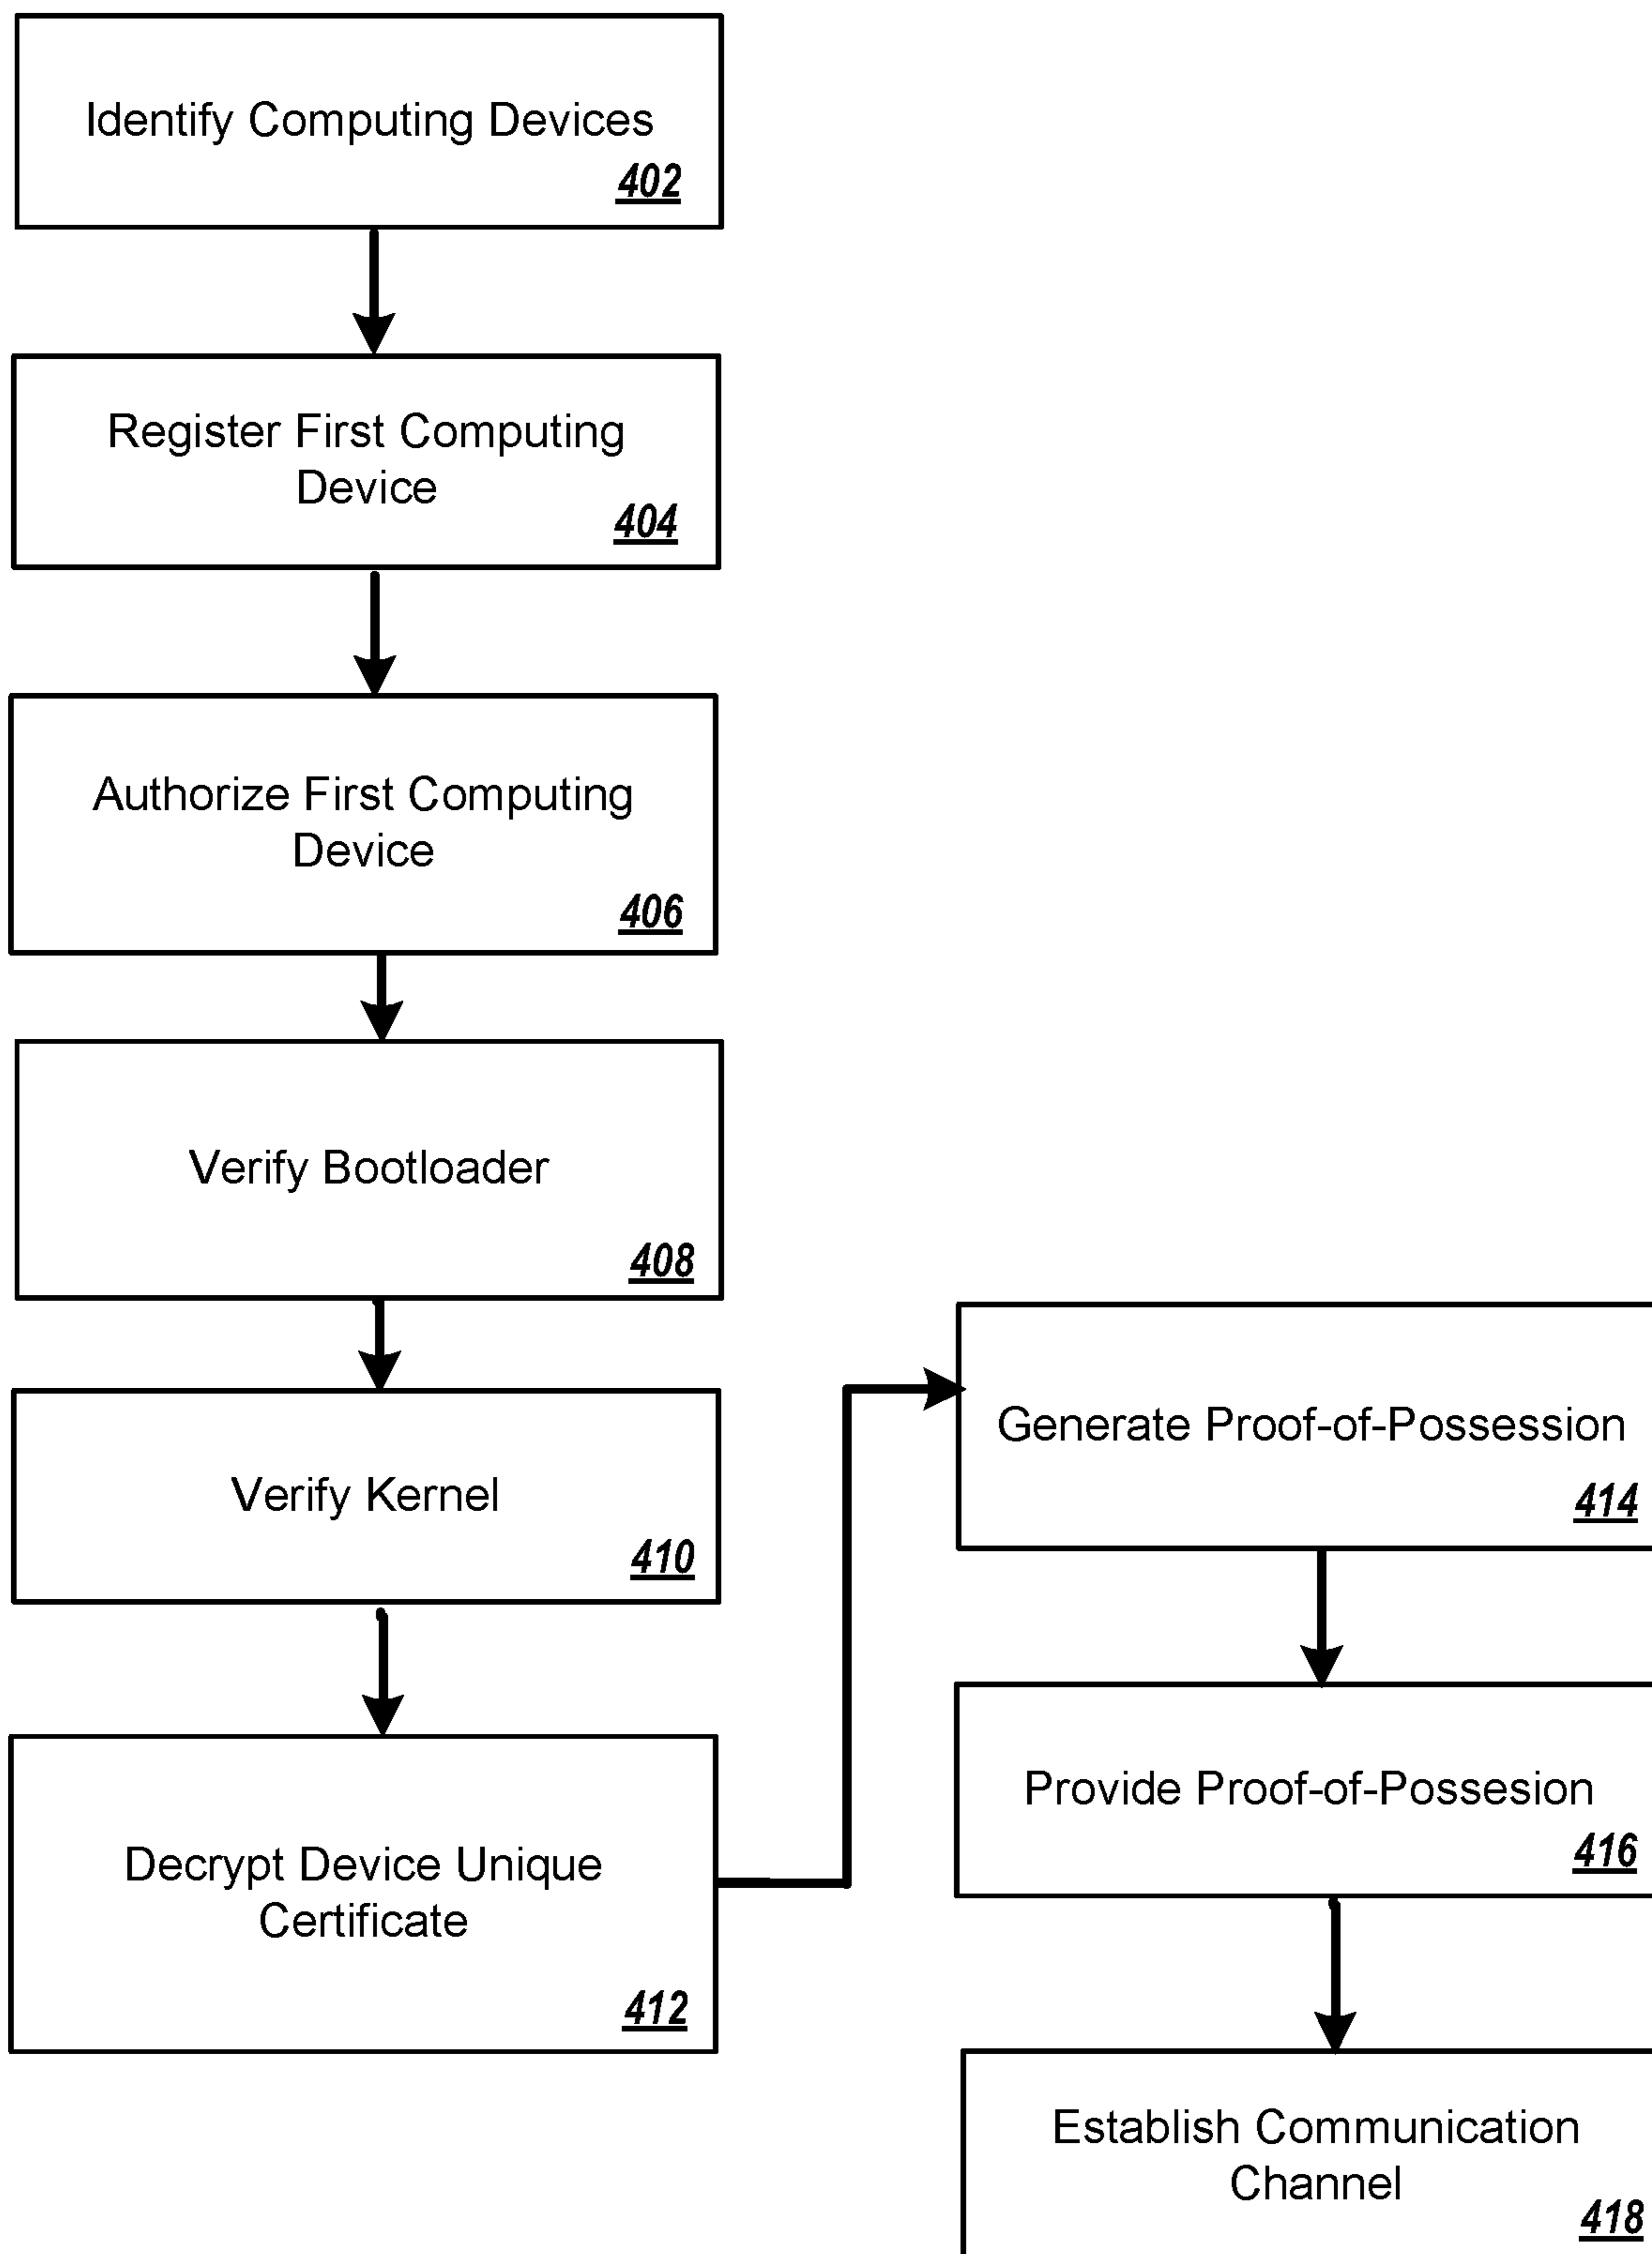 Identify Computing Devices
402
Register First Computing
Device
404
Authorize First Computing
Device
406
Verify Bootloader
408
Verify Kernel
410
Decrypt Device Unique
Certificate
412
Generate Proof-of-Possession
414
Provide Proof-of-Possesion
416
Establish Communication
Channel
418